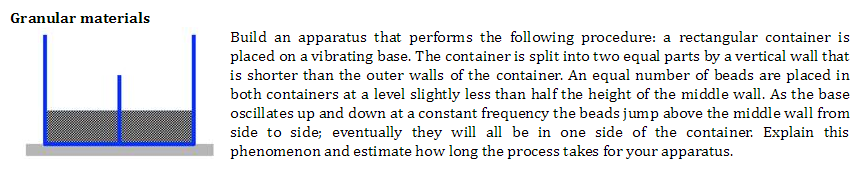 Granular materials
Build an apparatus that performs the following procedure: a rectangular container is
placed on a vibrating base. The container is split into two equal parts by a vertical wall that
is shorter than the outer walls of the container. An equal number of beads are placed in
both containers at a level slightly less than half the height of the middle wall. As the base
oscillates up and down at a constant frequency the beads jump above the middle wall from
side to side; eventually they will all be in one side of the container. Explain this
phenomenon and estimate how long the process takes for your apparatus.